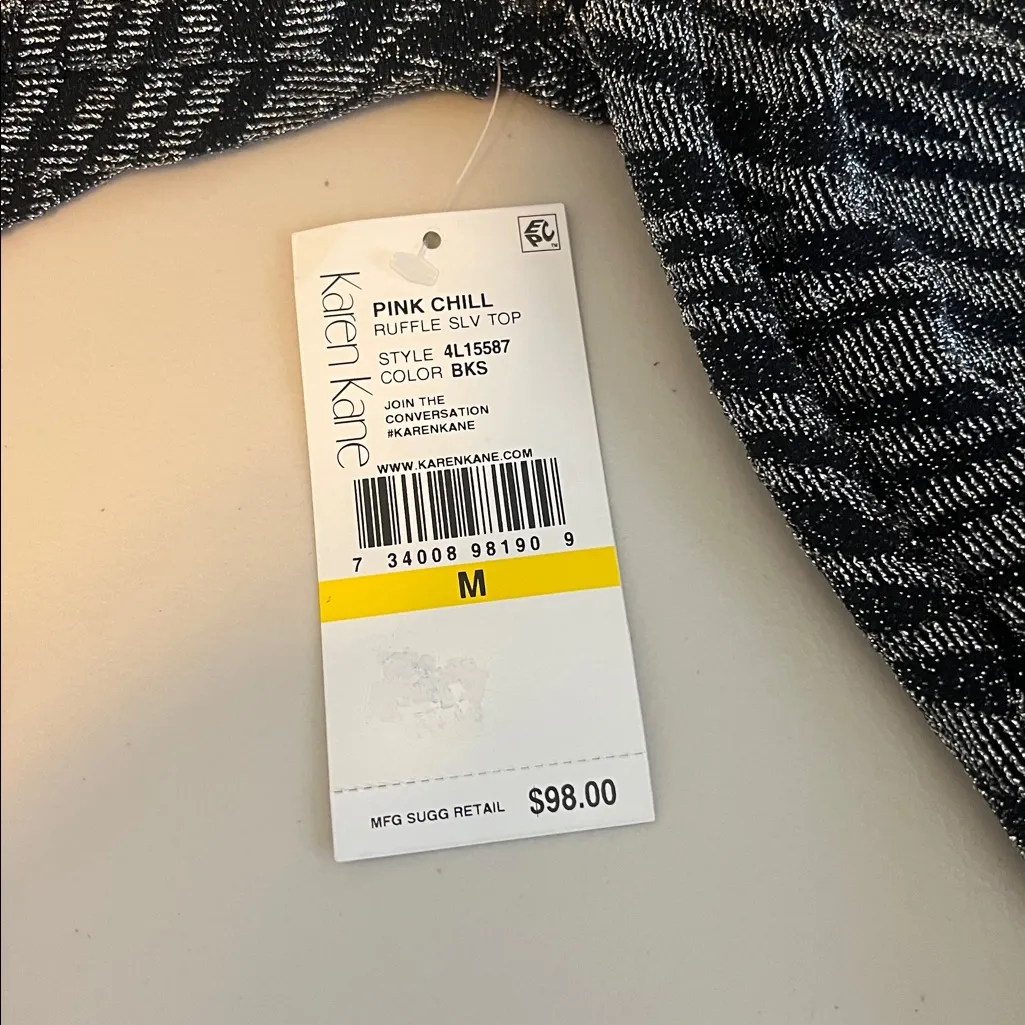 EPC™
Karen Kane
PINK CHILL
RUFFLE SLV TOP
STYLE 4L15587
COLOR BKS
JOIN THE
CONVERSATION
#KARENKANE
WWW.KARENKANE.COM
7 34008 98190 9
M
MFG SUGG RETAIL $98.00